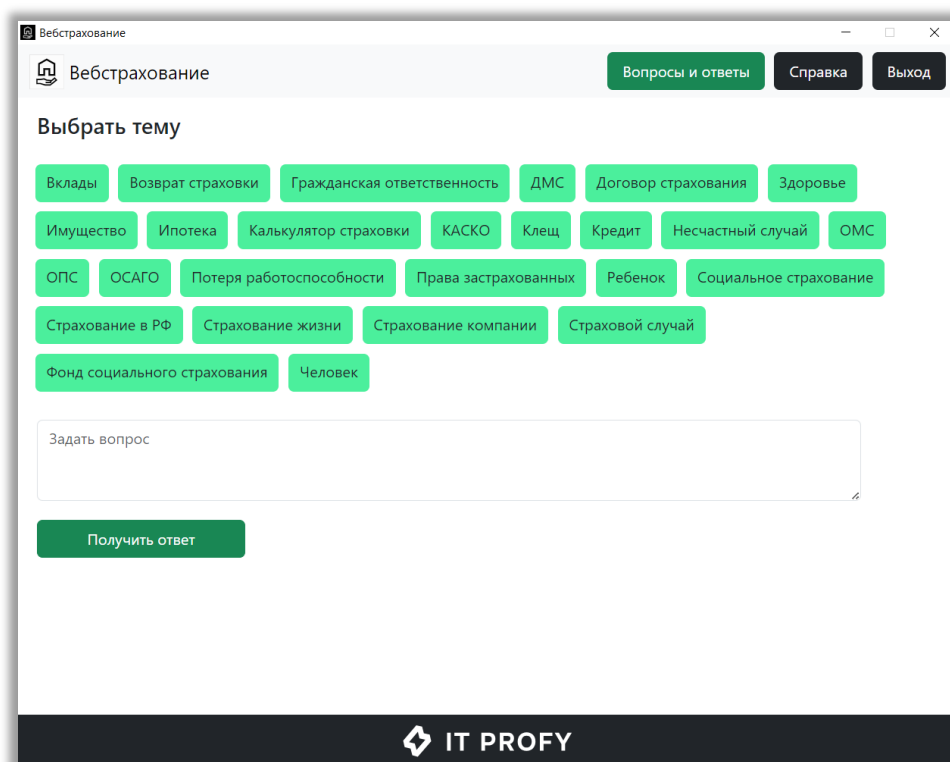 Вебстрахование
Вебстрахование Вопросы и ответы Справка Выход
Выбрать тему
Вклады Возврат страховки Гражданская ответственность ДМС Договор страхования Здоровье
Имущество Ипотека Калькулятор страховки КАСКО Клещ Кредит Несчастный случай ОМС
ОПС ОСАГО Потеря работоспособности Права застрахованных Ребенок Социальное страхование
Страхование в РФ Страхование жизни Страхование компании Страховой случай
Фонд социального страхования Человек
Задать вопрос
Получить ответ
IT PROFY